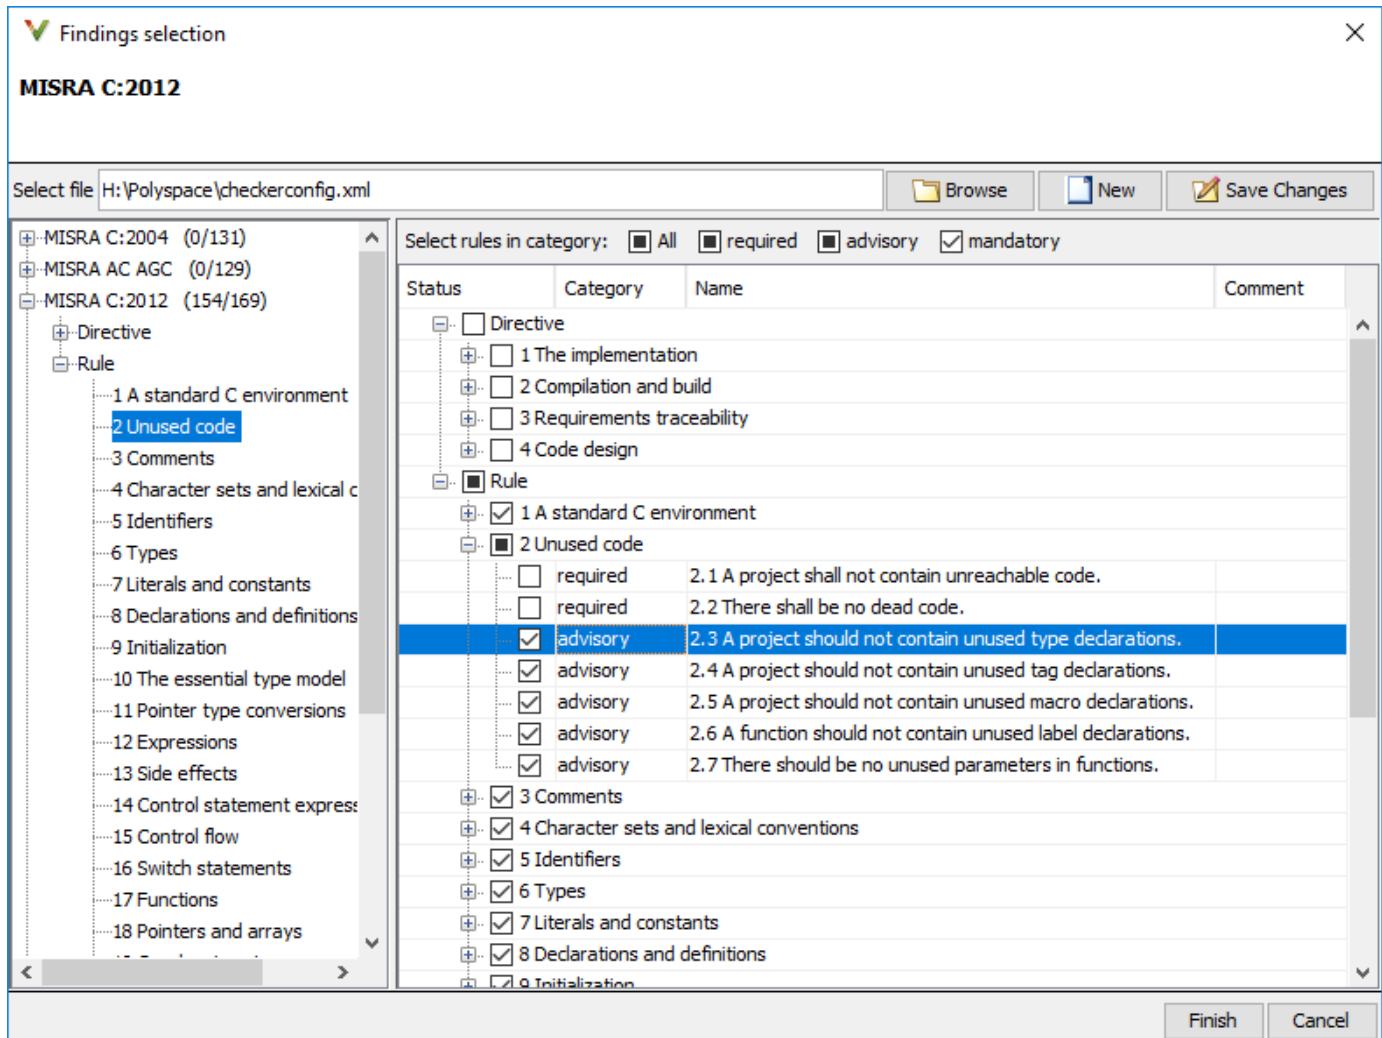 Findings selection
MISRA C:2012
Select file H:\Polyspace\checkerconfig.xml Browse New Save Changes
MISRA C:2004 (0/131)
MISRA AC AGC (0/129)
MISRA C:2012 (154/169)
Directive
Rule
1 A standard C environment
2 Unused code
3 Comments
4 Character sets and lexical c
5 Identifiers
6 Types
7 Literals and constants
8 Declarations and definitions
9 Initialization
10 The essential type model
11 Pointer type conversions
12 Expressions
13 Side effects
14 Control statement express
15 Control flow
16 Switch statements
17 Functions
18 Pointers and arrays
Select rules in category: All required advisory mandatory
Status Category Name Comment
Directive
1 The implementation
2 Compilation and build
3 Requirements traceability
4 Code design
Rule
1 A standard C environment
2 Unused code
required 2.1 A project shall not contain unreachable code.
required 2.2 There shall be no dead code.
advisory 2.3 A project should not contain unused type declarations.
advisory 2.4 A project should not contain unused tag declarations.
advisory 2.5 A project should not contain unused macro declarations.
advisory 2.6 A function should not contain unused label declarations.
advisory 2.7 There should be no unused parameters in functions.
3 Comments
4 Character sets and lexical conventions
5 Identifiers
6 Types
7 Literals and constants
8 Declarations and definitions
9 Initialization
Finish Cancel